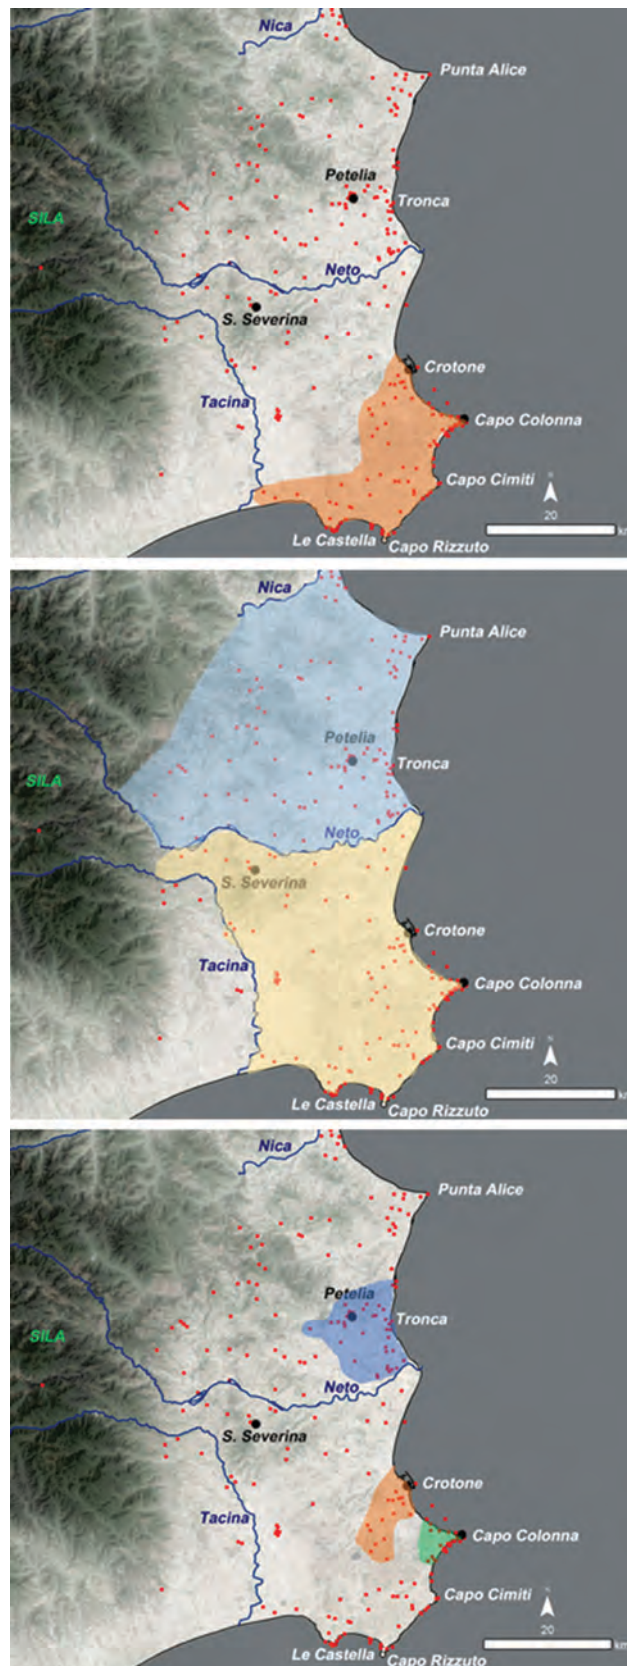 Nica
Punta Alice
Petelia
Tronca
SILA
Neto
S. Severina
Crotone
Tacina
Capo Colonna
Capo Cimiti
N
20
km
Le Castella
Capo Rizzuto
Nica
Punta Alice
Petelia
Tronca
SILA
Neto
S. Severina
Crotone
Tacina
Capo Colonna
Capo Cimiti
N
20
km
Le Castella
Capo Rizzuto
Nica
Punta Alice
Petelia
Tronca
SILA
Neto
S. Severina
Crotone
Tacina
Capo Colonna
Capo Cimiti
N
20
km
Le Castella
Capo Rizzuto